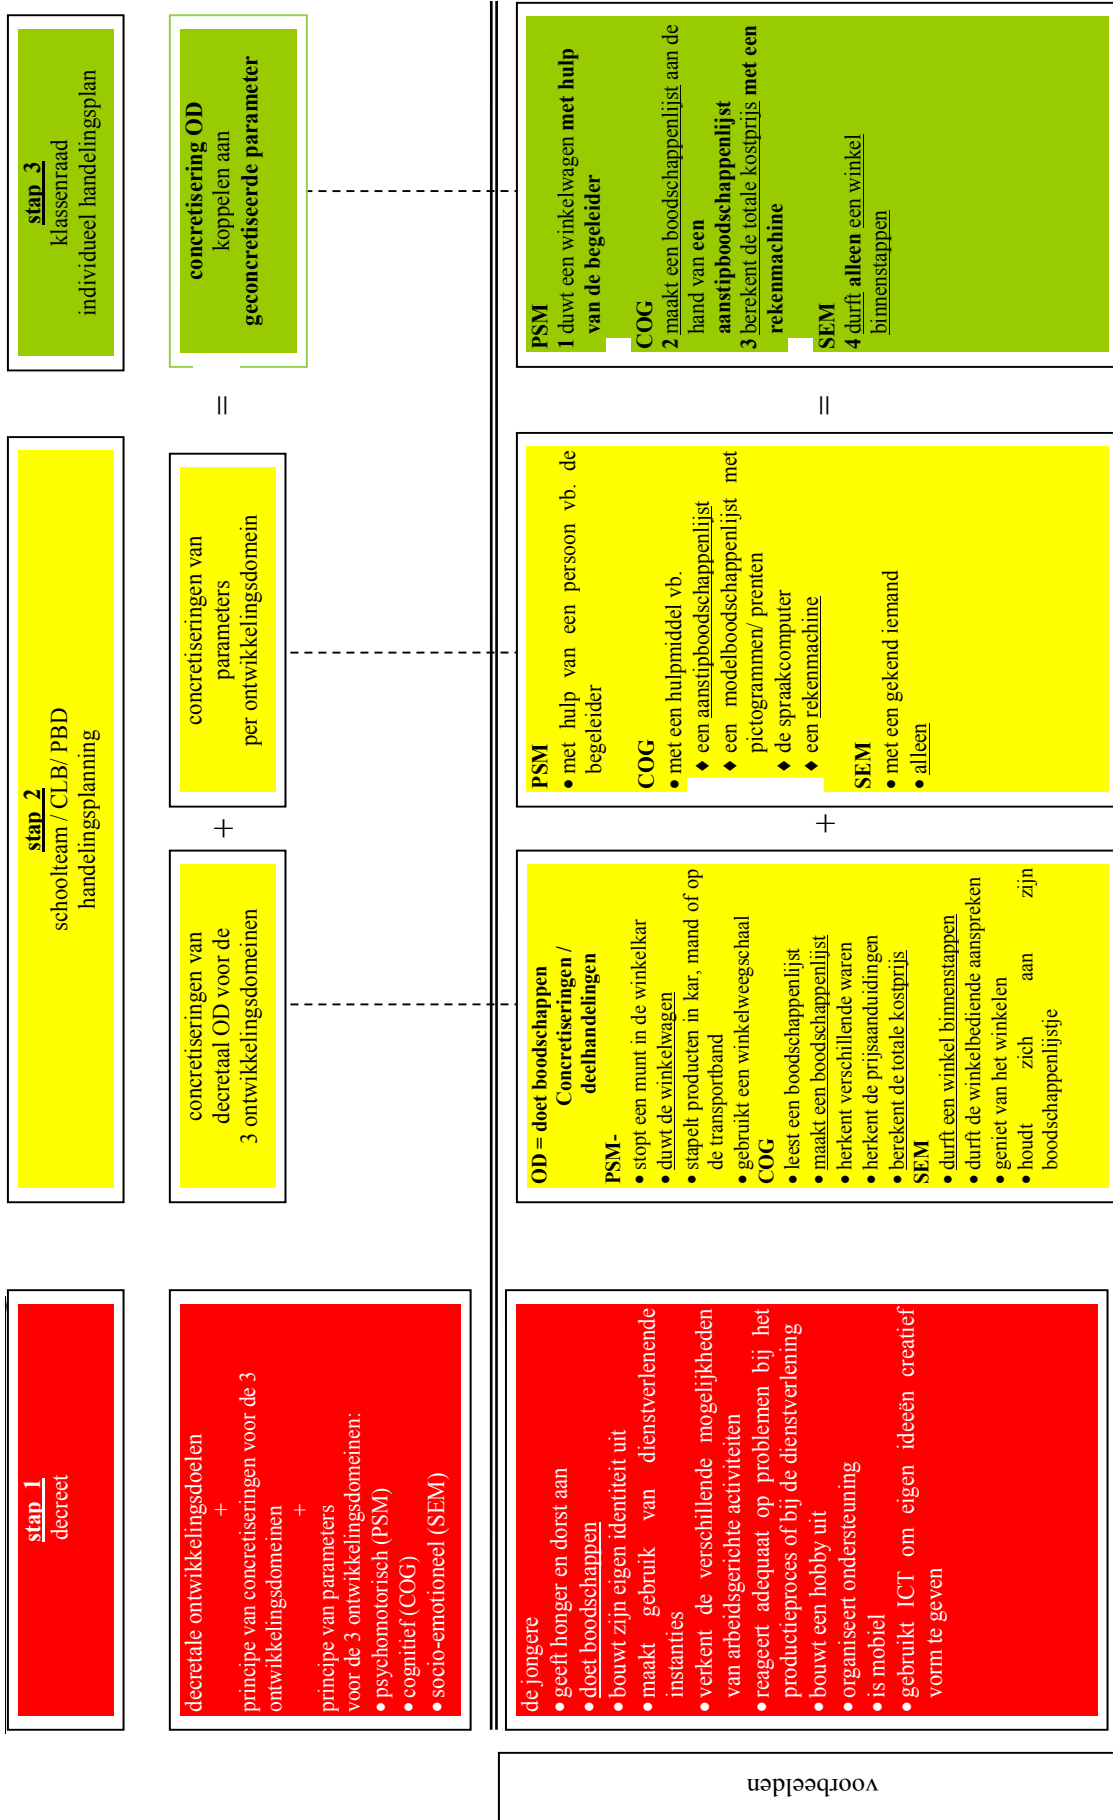 stap 1
decreet
stap 2
schoolteam / CLB/ PBD
handelingsplanning
stap 3
klassenraad
individueel handelingsplan
decretale ontwikkelingsdoelen
+
principe van concretiseringen voor de 3
ontwikkelingsdomeinen
+
principe van parameters
voor de 3 ontwikkelingsdomeinen:
• psychomotorisch (PSM)
• cognitief (COG)
• socio-emotioneel (SEM)
concretiseringen van
decretaal OD voor de
3 ontwikkelingsdomeinen
+
concretiseringen van
parameters
per ontwikkelingsdomein
=
concretisering OD
koppelen aan
geconcretiseerde parameter
voorbeelden
de jongere
• geeft honger en dorst aan
• doet boodschappen
• bouwt zijn eigen identiteit uit
• maakt gebruik van dienstverlenende
instanties
• verkent de verschillende mogelijkheden
van arbeidsgerichte activiteiten
• reageert adequaat op problemen bij het
productieproces of bij de dienstverlening
• bouwt een hobby uit
• organiseert ondersteuning
• is mobiel
• gebruikt ICT om eigen ideeën creatief
vorm te geven
OD = doet boodschappen
Concretiseringen /
deelhandelingen
PSM-
• stopt een munt in de winkelkar
• duwt de winkelwagen
• stapelt producten in kar, mand of op
de transportband
• gebruikt een winkelweegschaal
COG
• leest een boodschappenlijst
• maakt een boodschappenlijst
• herkent verschillende waren
• herkent de prijsaanduidingen
• berekent de totale kostprijs
SEM
• durft een winkel binnenstappen
• durft de winkelbediende aanspreken
• geniet van het winkelen
• houdt zich aan zijn
boodschappenlijstje
+
PSM
• met hulp van een persoon vb. de
begeleider
COG
• met een hulpmiddel vb.
♦ een aanstipboodschappenlijst
♦ een modelboodschappenlijst met
pictogrammen/ prenten
♦ de spraakcomputer
♦ een rekenmachine
SEM
• met een gekend iemand
• alleen
=
PSM
1 duwt een winkelwagen met hulp
van de begeleider
COG
2 maakt een boodschappenlijst aan de
hand van een
aanstipboodschappenlijst
3 berekent de totale kostprijs met een
rekenmachine
SEM
4 durft alleen een winkel
binnenstappen